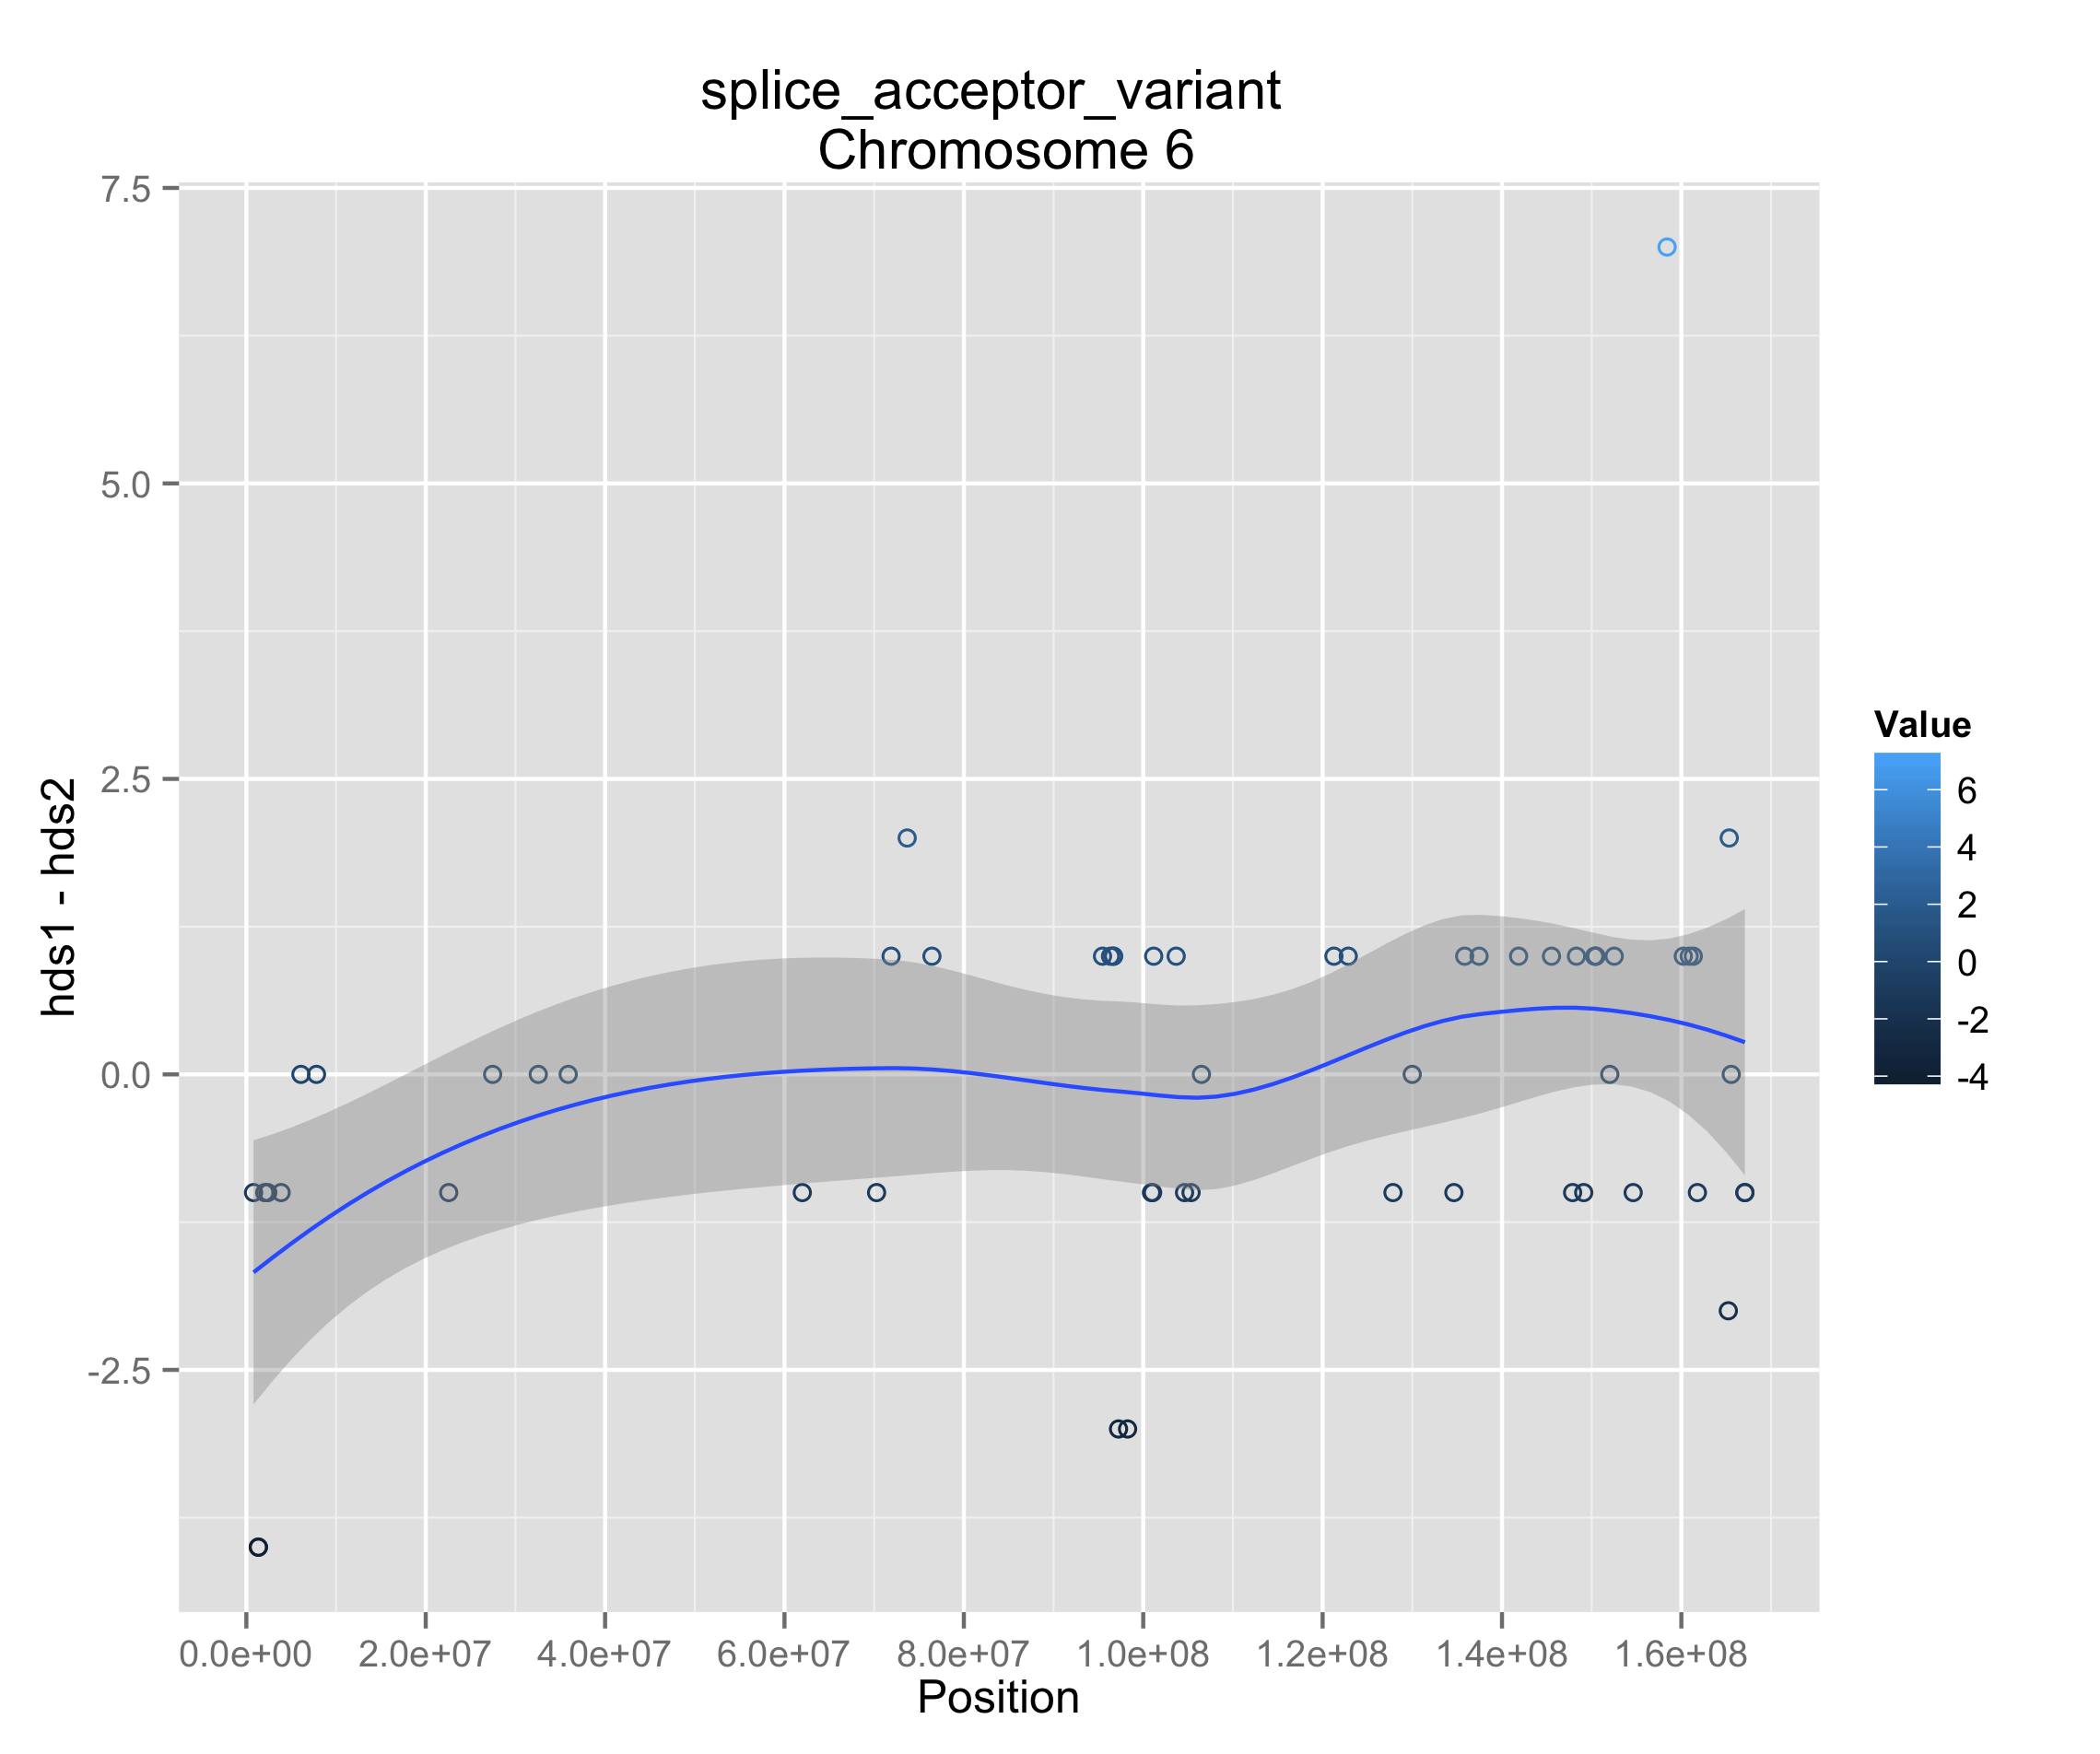 splice_acceptor_variant
Chromosome 6
7.5
5.0
2.5
0.0
-2.5
hds1 - hds2
0.0e+00 2.0e+07 4.0e+07 6.0e+07 8.0e+07 1.0e+08 1.2e+08 1.4e+08 1.6e+08
Position
Value
6
4
2
0
-2
-4